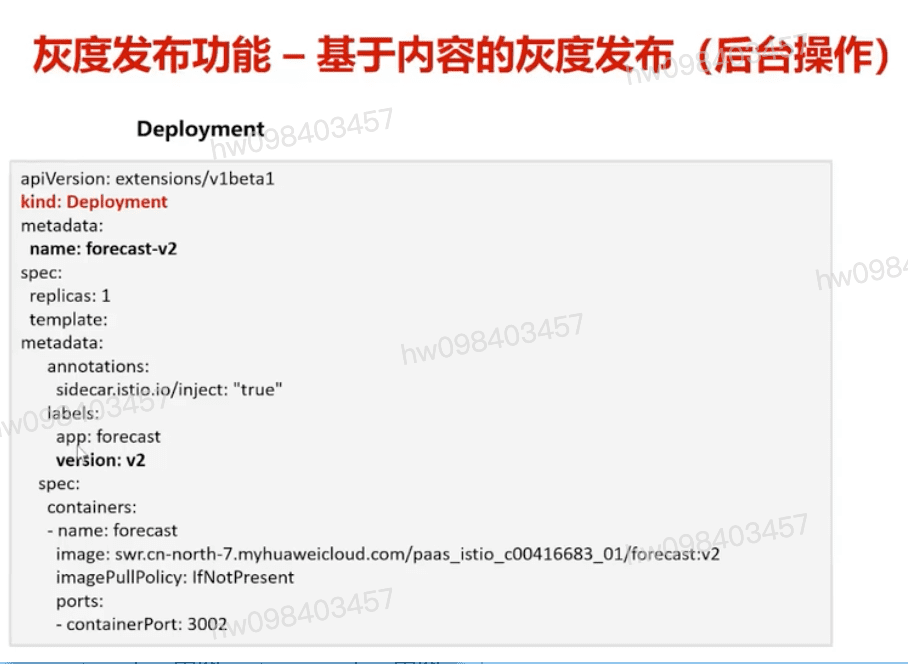 灰度发布功能 – 基于内容的灰度发布（后台操作）
Deployment
apiVersion: extensions/v1beta1
kind: Deployment
metadata:
name: forecast-v2
spec:
replicas: 1
template:
metadata:
annotations:
sidecar.istio.io/inject: "true"
labels:
app: forecast
version: v2
spec:
containers:
- name: forecast
image: swr.cn-north-7.myhuaweicloud.com/paas_istio_c00416683_01/forecast:v2
imagePullPolicy: IfNotPresent
ports:
- containerPort: 3002
hw098403457
hw098403457
hw098
hw098403457
hw098403457
hw098403457
hw098403457